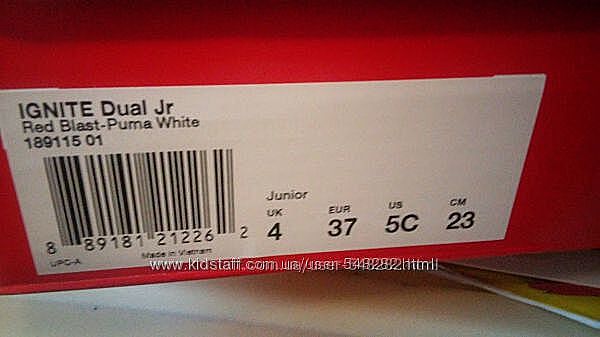 IGNITE Dual Jr
Red Blast-Puma White
189115 01
Junior
UK EUR US CM
4 37 5C 23
8 89181 21226 2
UPC-A
Made in Vietnam
www.kidstaff.com.ua/user-548282.html